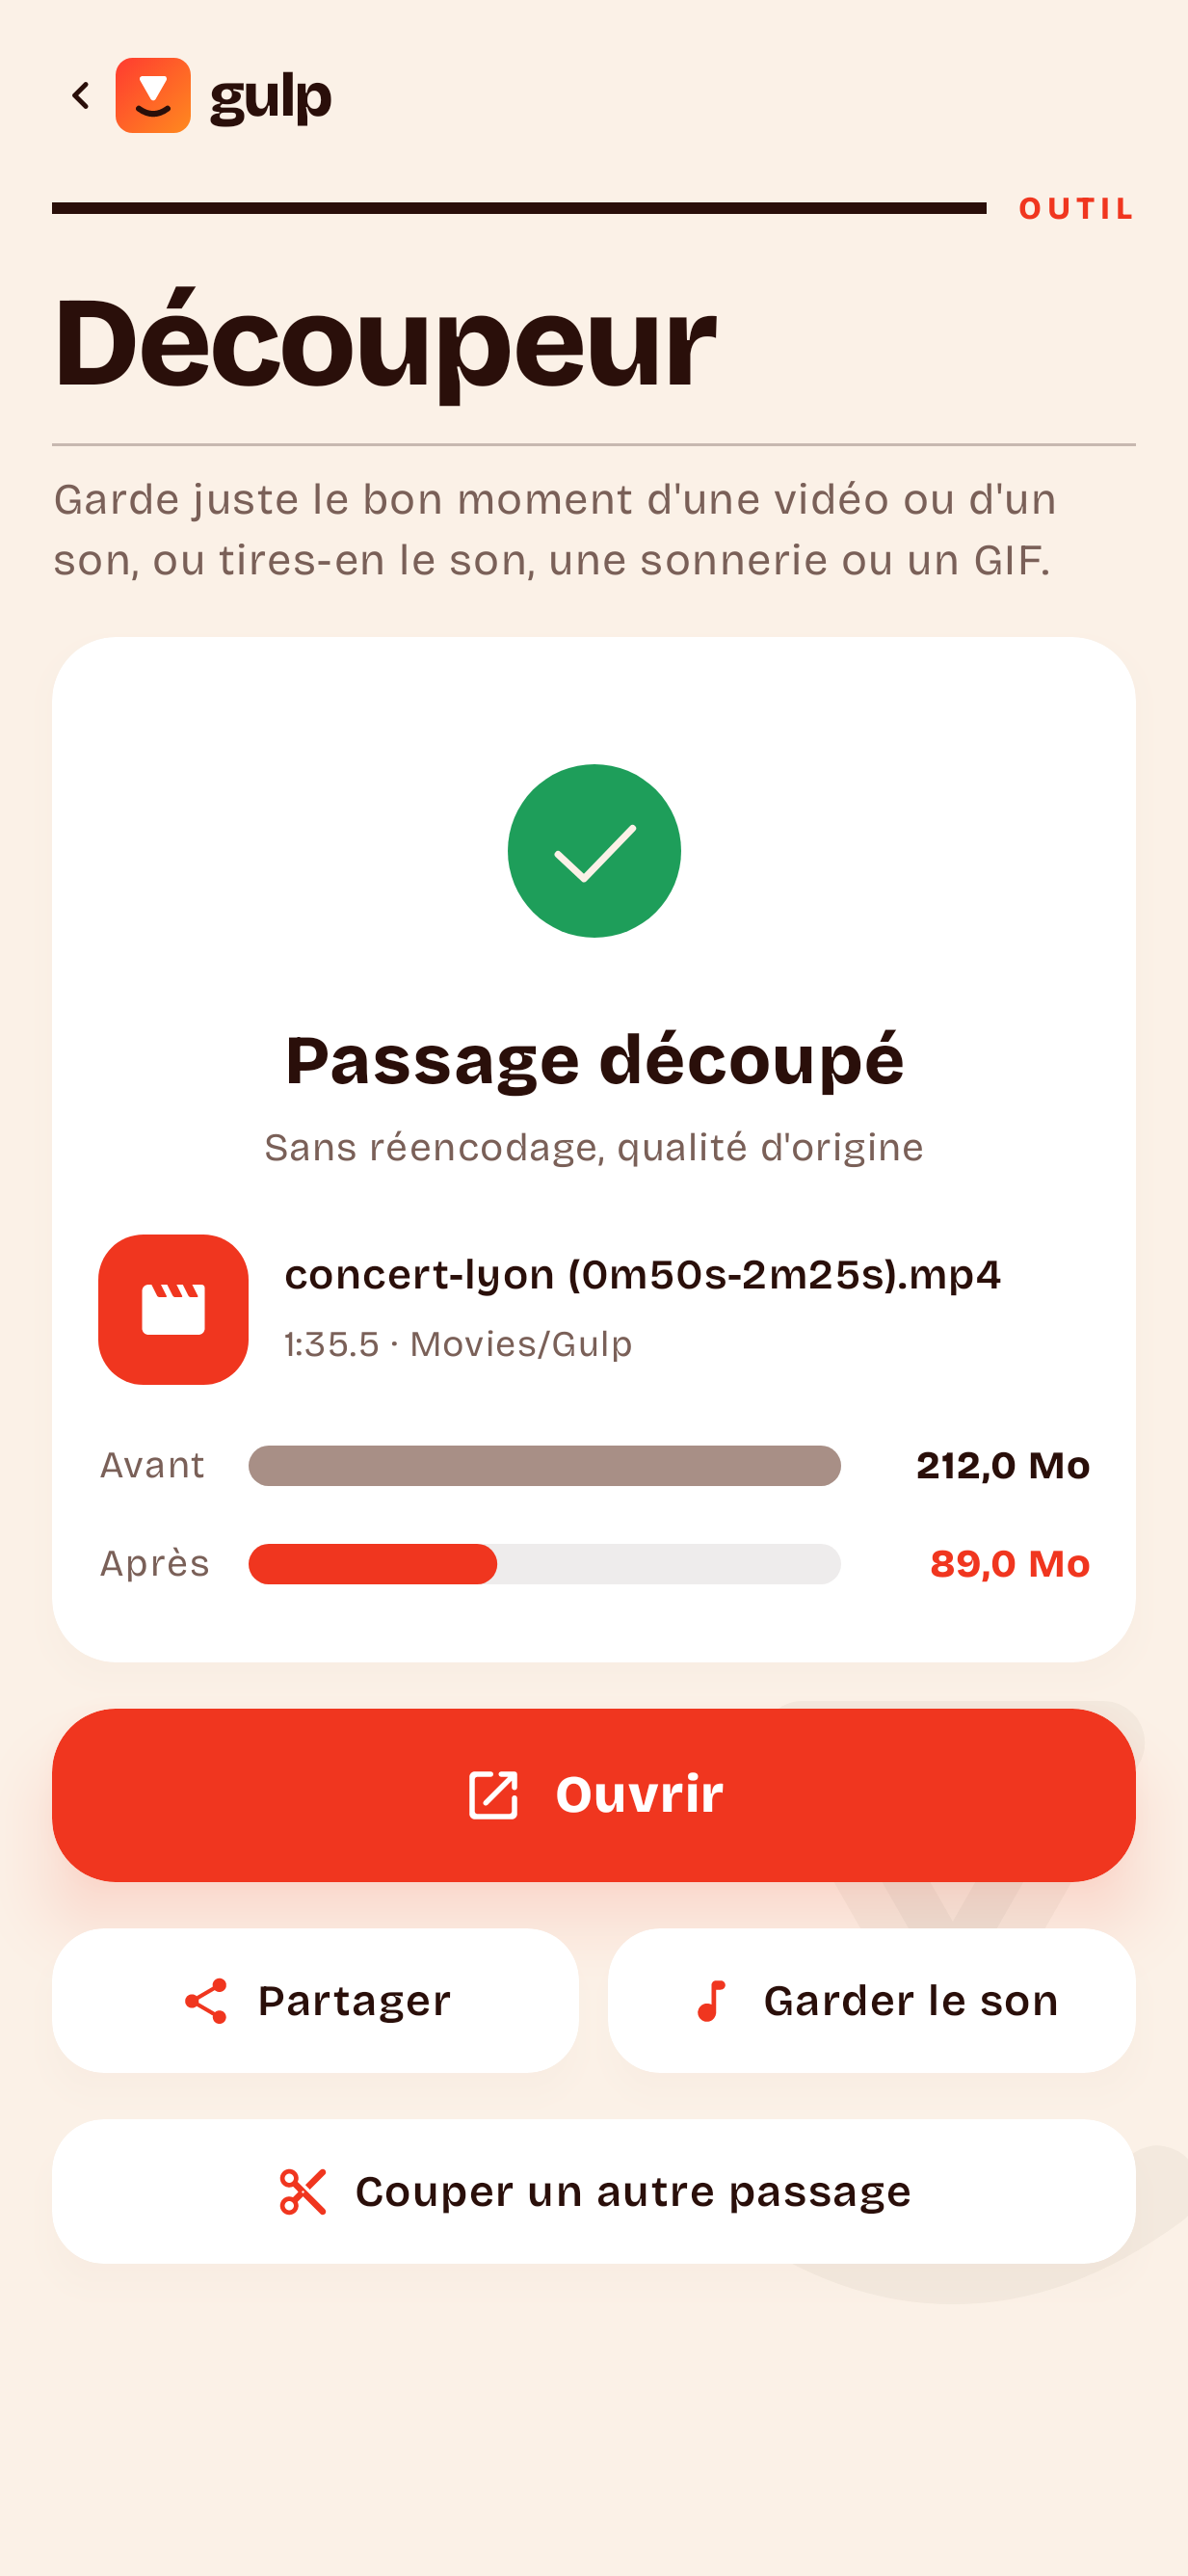 gulp
OUTIL
Découpeur
Garde juste le bon moment d'une vidéo ou d'un
son, ou tires-en le son, une sonnerie ou un GIF.
Passage découpé
Sans réencodage, qualité d'origine
concert-lyon (0m50s-2m25s).mp4
1:35.5 · Movies/Gulp
Avant 212,0 Mo
Après 89,0 Mo
Ouvrir
Partager
Garder le son
Couper un autre passage